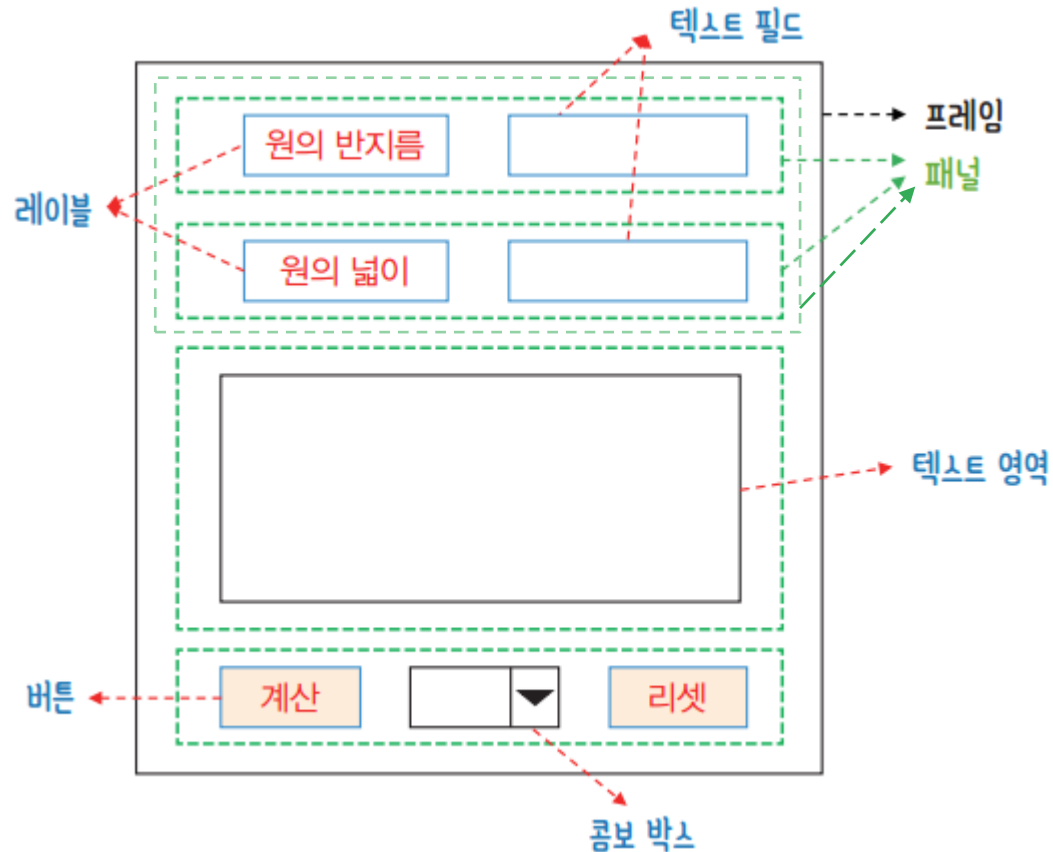 텍스트 필드
프레임
원의 반지름
패널
레이블
원의 넓이
텍스트 영역
버튼
계산
리셋
콤보 박스